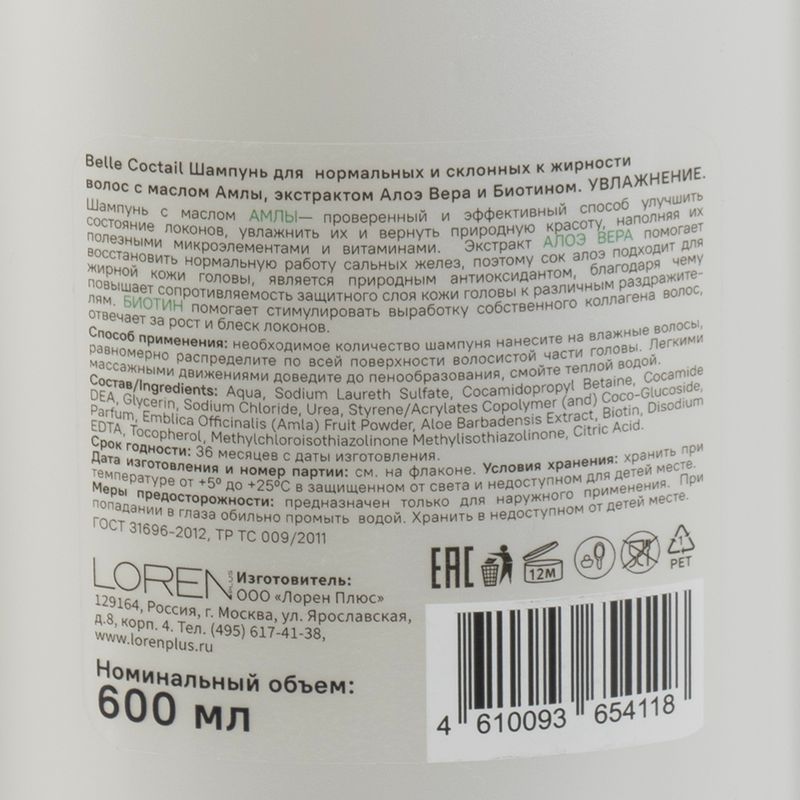 Belle Coctail Шампунь для нормальных и склонных к жирности
волос с маслом Амлы, экстрактом Алоэ Вера и Биотином. УВЛАЖНЕНИЕ.
Шампунь с маслом АМЛЫ— проверенный и эффективный способ улучшить
состояние локонов, увлажнить их и вернуть природную красоту, наполняя их
полезными микроэлементами и витаминами. Экстракт АЛОЭ ВЕРА помогает
восстановить нормальную работу сальных желез, поэтому сок алоэ подходит для
жирной кожи головы, является природным антиоксидантом, благодаря чему
повышает сопротивляемость защитного слоя кожи головы к различным раздражите-
лям. БИОТИН помогает стимулировать выработку собственного коллагена волос,
отвечает за рост и блеск локонов.
Способ применения: необходимое количество шампуня нанесите на влажные волосы,
равномерно распределите по всей поверхности волосистой части головы. Легкими
массажными движениями доведите до пенообразования, смойте теплой водой.
Состав/Ingredients: Aqua, Sodium Laureth Sulfate, Cocamidopropyl Betaine, Cocamide
DEA, Glycerin, Sodium Chloride, Urea, Styrene/Acrylates Copolymer (and) Coco-Glucoside,
Parfum, Emblica Officinalis (Amla) Fruit Powder, Aloe Barbadensis Extract, Biotin, Disodium
EDTA, Tocopherol, Methylchloroisothiazolinone Methylisothiazolinone, Citric Acid.
Срок годности: 36 месяцев с даты изготовления.
Дата изготовления и номер партии: см. на флаконе. Условия хранения: хранить при
температуре от +5º до +25ºС в защищенном от света и недоступном для детей месте.
Меры предосторожности: предназначен только для наружного применения. При
попадании в глаза обильно промыть водой. Хранить в недоступном от детей месте.
ГОСТ 31696-2012, ТР ТС 009/2011
EAC
12M
1
PET
LOREN PLUS
Изготовитель:
ООО «Лорен Плюс»
129164, Россия, г. Москва, ул. Ярославская,
д.8, корп. 4. Тел. (495) 617-41-38,
www.lorenplus.ru
Номинальный объем:
600 мл
4 610093 654118